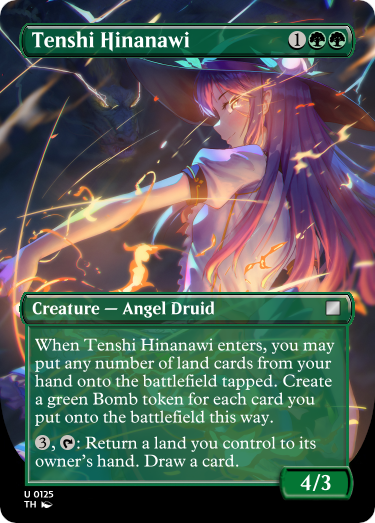 Tenshi Hinanawi 1
Creature — Angel Druid
When Tenshi Hinanawi enters, you may
put any number of land cards from your
hand onto the battlefield tapped. Create
a green Bomb token for each card you
put onto the battlefield this way.
3, : Return a land you control to its
owner's hand. Draw a card.
4/3
U 0125
TH